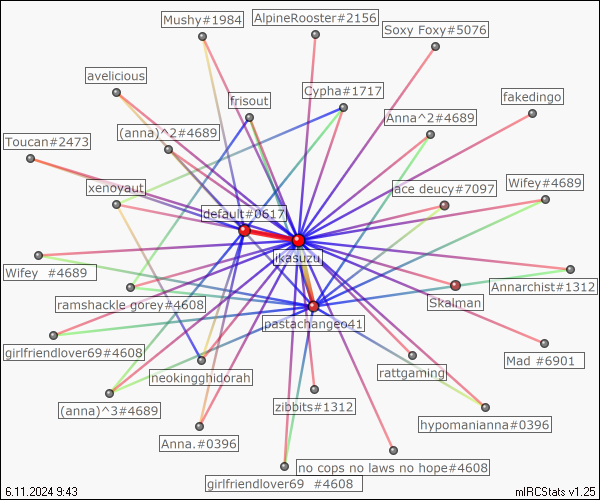 Mushy#1984
AlpineRooster#2156
Soxy Foxy#5076
avelicious
Cypha#1717
frisout
fakedingo
Anna^2#4689
(anna)^2#4689
Toucan#2473
xenoyaut
ace deucy#7097
Wifey#4689
default#0617
ikasuzu
Wifey #4689
Annarchist#1312
ramshackle gorey#4608
Skalman
pastachangeo41
girlfriendlover69#4608
Mad #6901
neokingghidorah
rattgaming
(anna)^3#4689
zibbits#1312
hypomanianna#0396
Anna.#0396
no cops no laws no hope#4608
girlfriendlover69 #4608
6.11.2024 9:43
mIRCStats v1.25